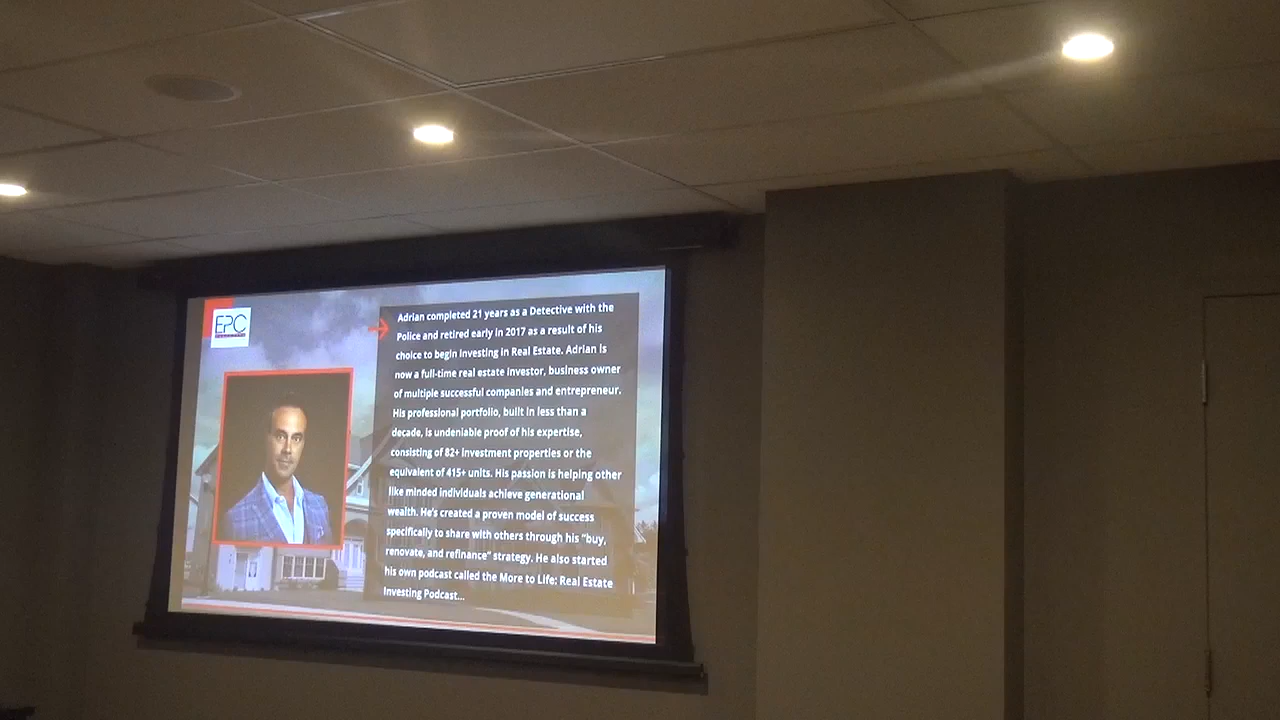 EPC
Adrian completed 21 years as a Detective with the
Police and retired early in 2017 as a result of his
choice to begin investing in Real Estate. Adrian is
now a full-time real estate investor, business owner
of multiple successful companies and entrepreneur.
His professional portfolio, built in less than a
decade, is undeniable proof of his expertise,
consisting of 82+ investment properties or the
equivalent of 415+ units. His passion is helping other
like minded individuals achieve generational
wealth. He's created a proven model of success
specifically to share with others through his "buy,
renovate, and refinance" strategy. He also started
his own podcast called the More to Life: Real Estate
Investing Podcast...